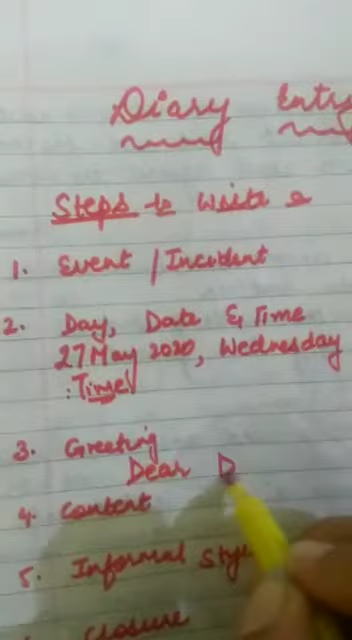 Diary Entry
Steps to Write a
1. Event / Incident
2. Day, Date & Time
27 May 2020, Wednesday
: Time
3. Greeting
Dear D
4. Content
5. Informal Style
Closure